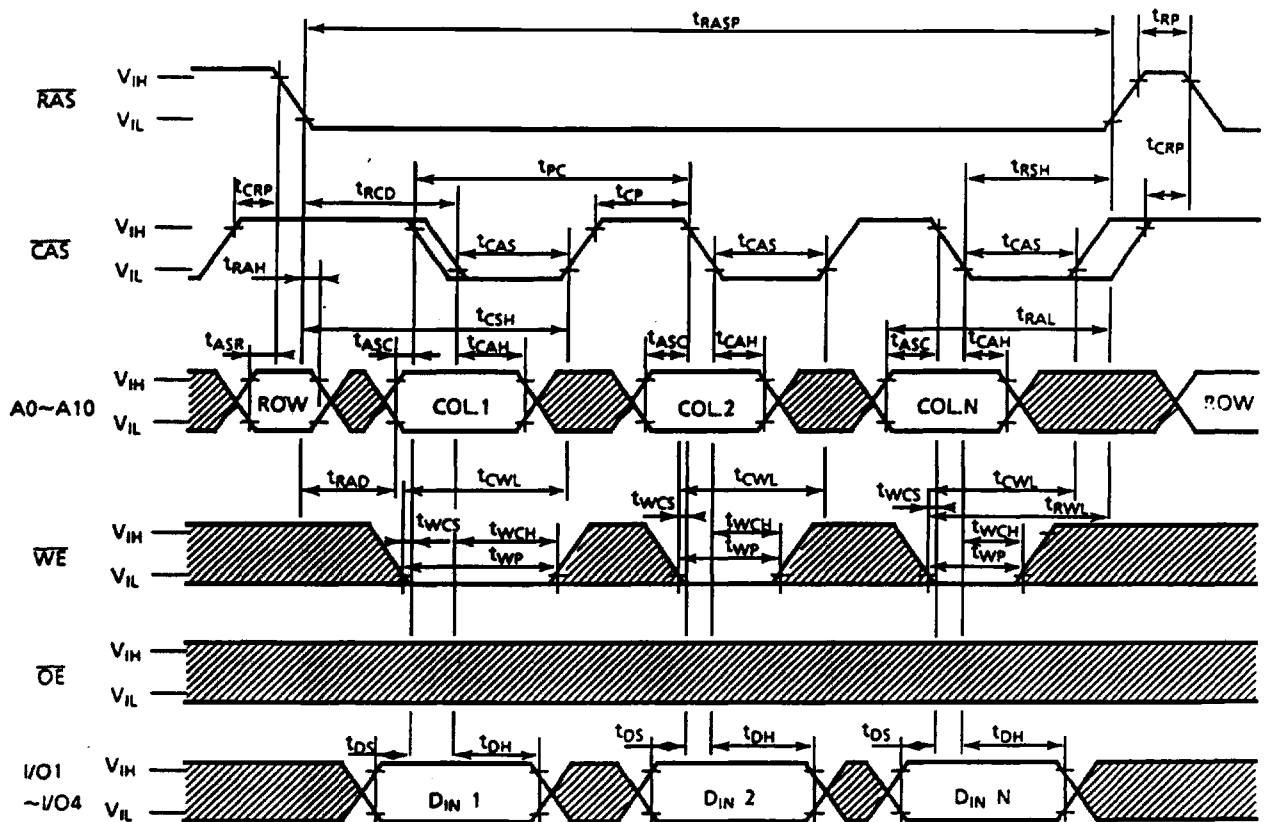 tRASP tRP
VIH
RAS
VIL
tCRP
tPC tRSH
tCRP tRCD tCP
VIH
CAS tCAS tCAS tCAS
VIL
tRAH
tCSH tRAL
tASR tASC tCAH tASC tCAH tASC tCAH
VIH
A0~A10 ROW COL.1 COL.2 COL.N ROW
VIL
tRAD tCWL tCWL tCWL
tWCS tWCS tWCS tRWL
VIH tWCH tWCH tWCH
WE tWP tWP tWP
VIL
VIH
OE
VIL
tDS tDH tDS tDH tDS tDH
I/O1 VIH
~I/O4 DIN 1 DIN 2 DIN N
VIL